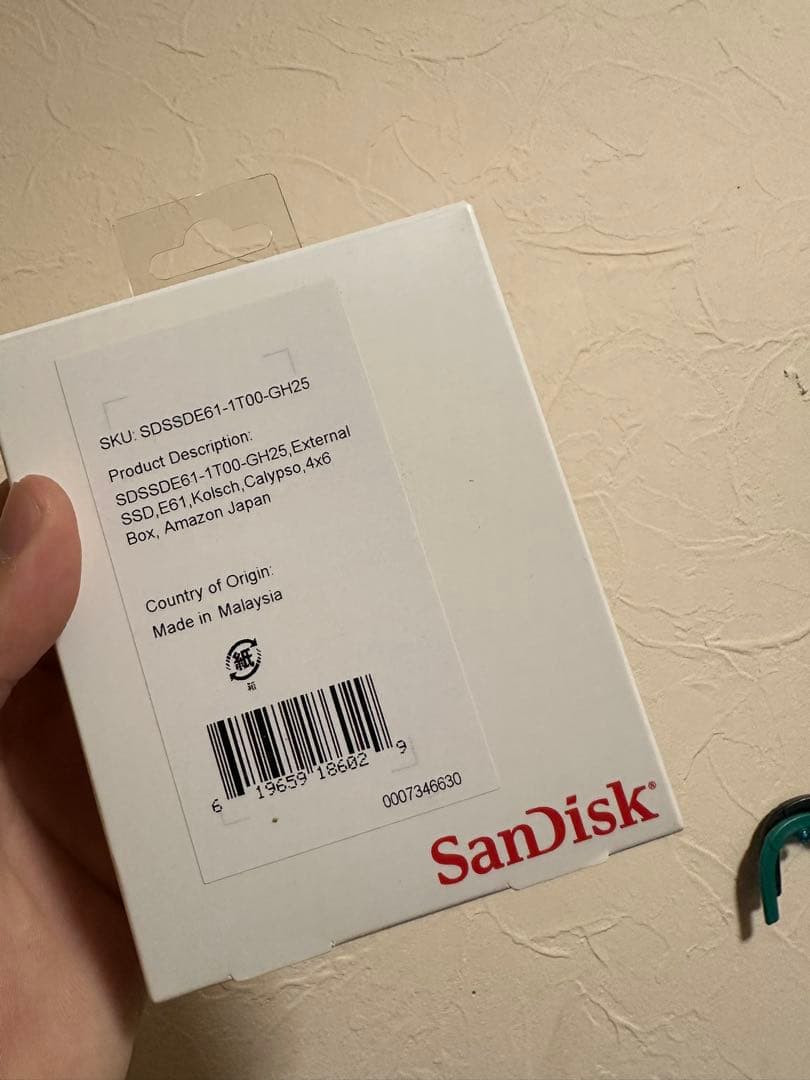 SKU: SDSSDE61-1T00-GH25
Product Description:
SDSSDE61-1T00-GH25,External
SSD,E61,Kolsch,Calypso,4x6
Box, Amazon Japan
Country of Origin:
Made in Malaysia
紙
箱
6 19659 18602 9
0007346630
SanDisk®